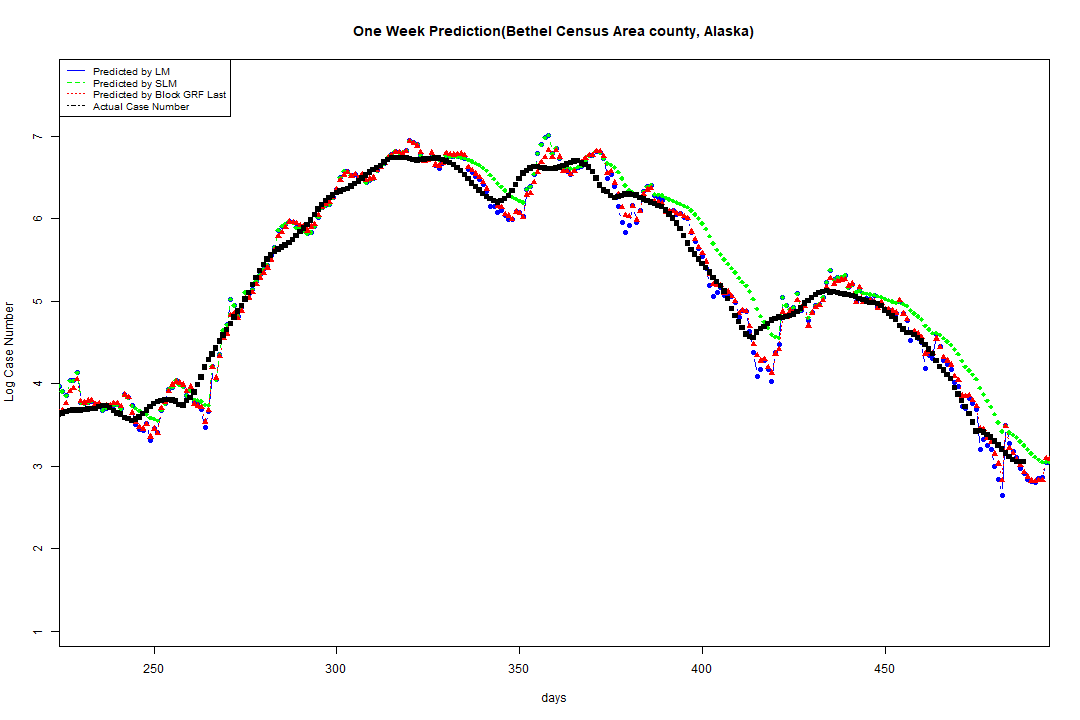 One Week Prediction(Bethel Census Area county, Alaska)
Predicted by LM
Predicted by SLM
Predicted by Block GRF Last
Actual Case Number
Log Case Number
7
6
5
4
3
2
1
250 300 350 400 450
days